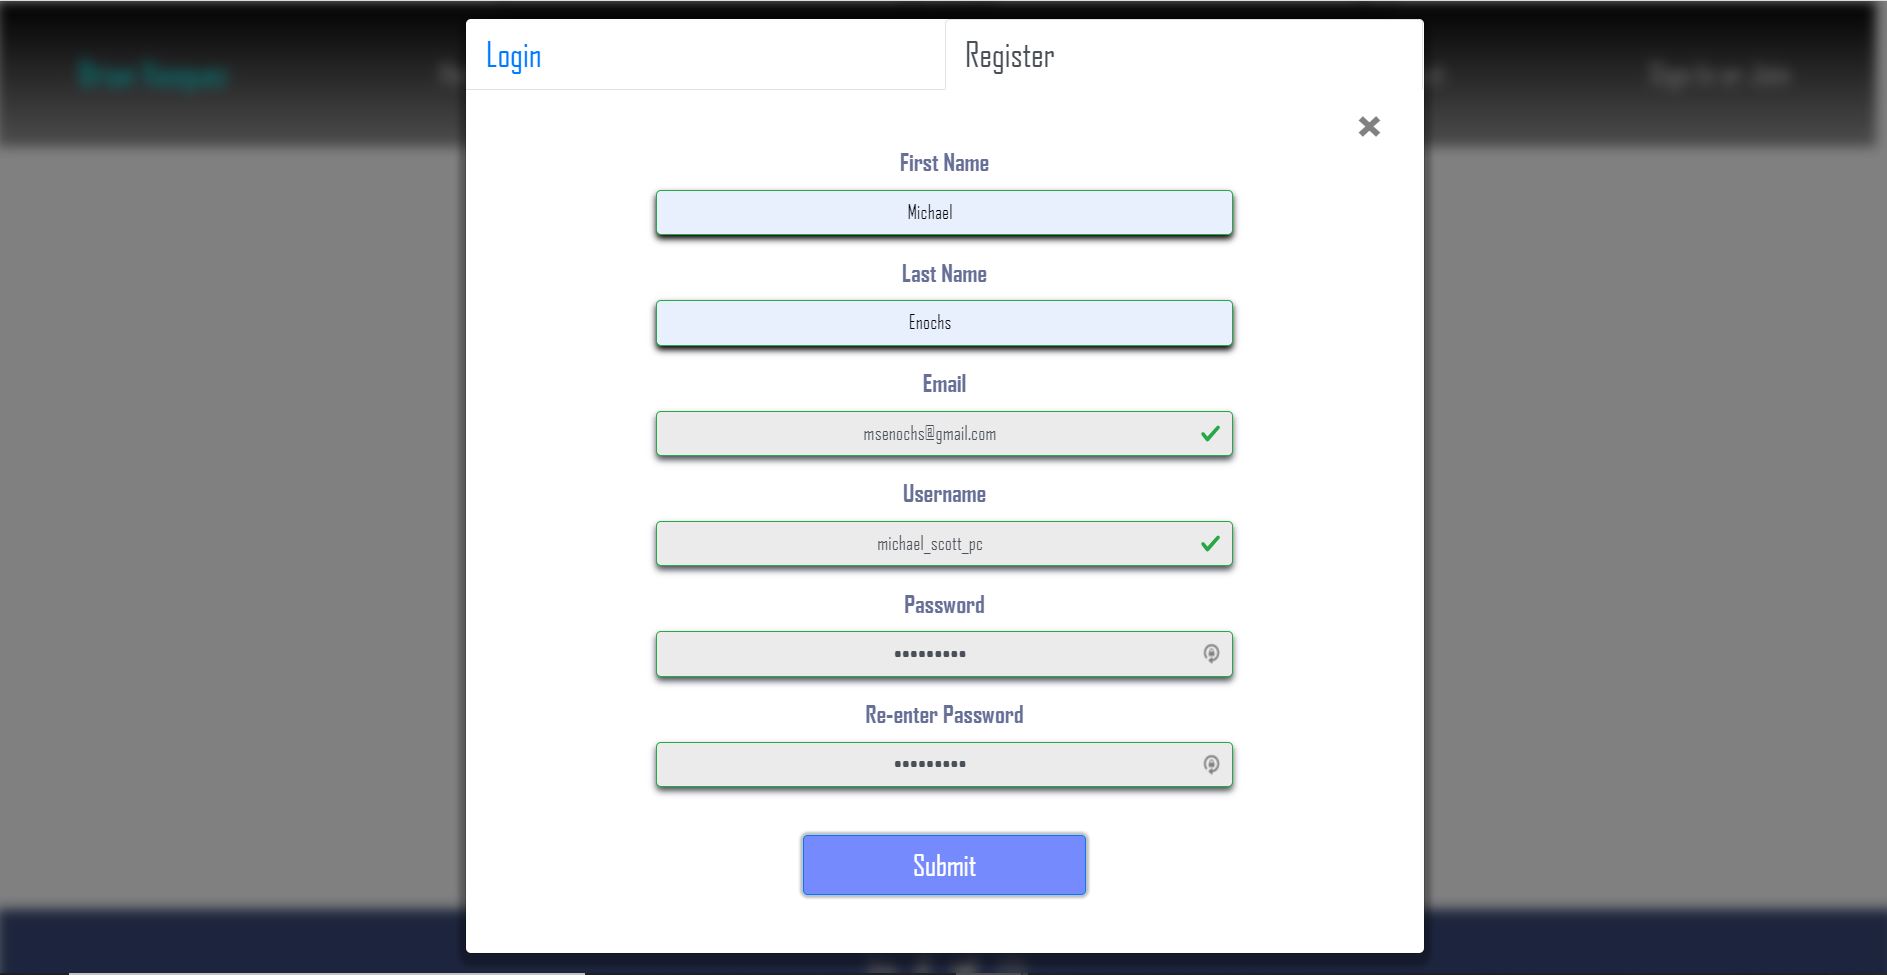 Login
Register
First Name
Michael
Last Name
Enochs
Email
msenochs@gmail.com
Username
michael_scott_pc
Password
•••••••••
Re-enter Password
•••••••••
Submit